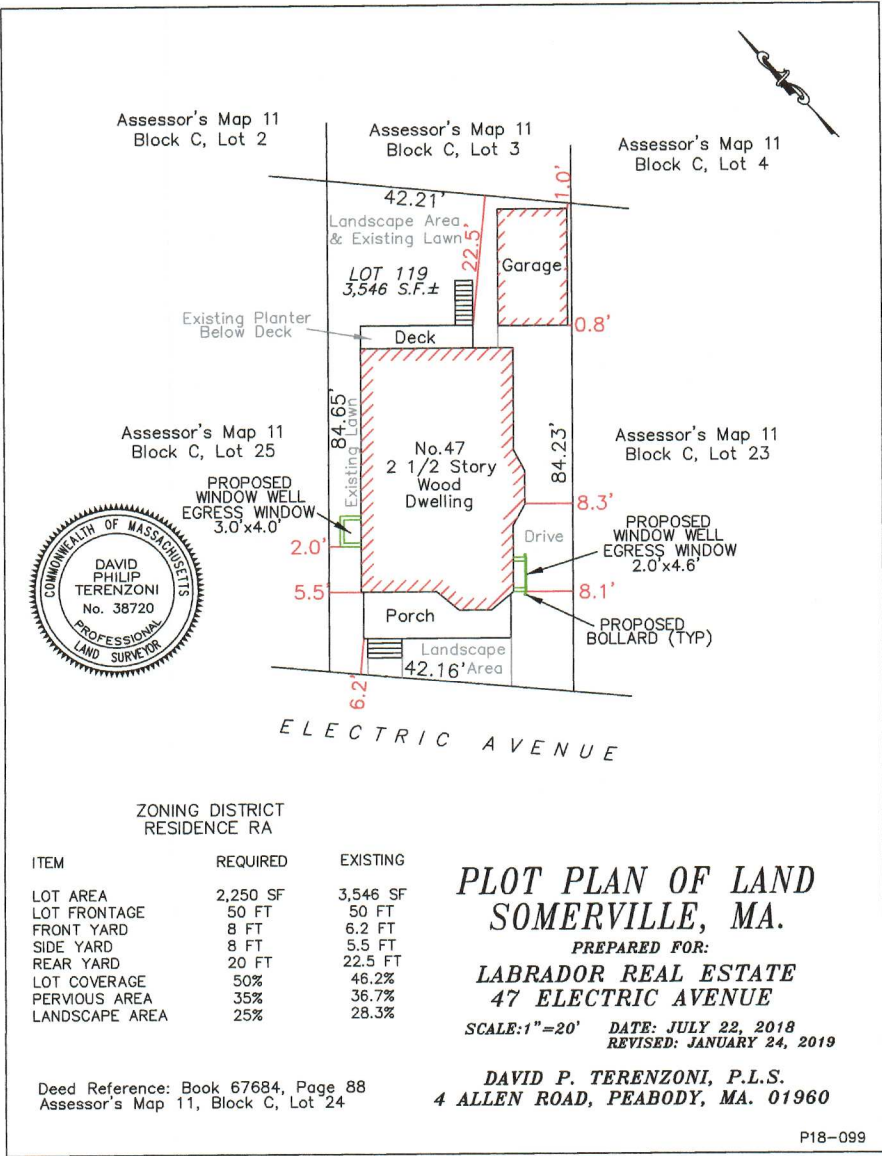 Assessor's Map 11
Block C, Lot 2
Assessor's Map 11
Block C, Lot 3
Assessor's Map 11
Block C, Lot 4
1.0'
42.21'
Landscape Area
& Existing Lawn
22.5'
Garage
LOT 119
3,546 S.F.±
Existing Planter
Below Deck
Deck
0.8'
84.65'
Existing Lawn
Assessor's Map 11
Block C, Lot 25
No.47
2 1/2 Story
Wood
Dwelling
84.23'
Assessor's Map 11
Block C, Lot 23
PROPOSED
WINDOW WELL
EGRESS WINDOW
3.0'x4.0'
2.0'
8.3'
Drive
PROPOSED
WINDOW WELL
EGRESS WINDOW
2.0'x4.6'
COMMONWEALTH OF MASSACHUSETTS
DAVID
PHILIP
TERENZONI
No. 38720
PROFESSIONAL
LAND SURVEYOR
5.5'
8.1'
Porch
PROPOSED
BOLLARD (TYP)
Landscape
Area
42.16'
6.2'
ELECTRIC AVENUE
ZONING DISTRICT
RESIDENCE RA
ITEM REQUIRED EXISTING
LOT AREA 2,250 SF 3,546 SF
LOT FRONTAGE 50 FT 50 FT
FRONT YARD 8 FT 6.2 FT
SIDE YARD 8 FT 5.5 FT
REAR YARD 20 FT 22.5 FT
LOT COVERAGE 50% 46.2%
PERVIOUS AREA 35% 36.7%
LANDSCAPE AREA 25% 28.3%
Deed Reference: Book 67684, Page 88
Assessor's Map 11, Block C, Lot 24
PLOT PLAN OF LAND
SOMERVILLE, MA.
PREPARED FOR:
LABRADOR REAL ESTATE
47 ELECTRIC AVENUE
SCALE:1"=20' DATE: JULY 22, 2018
REVISED: JANUARY 24, 2019
DAVID P. TERENZONI, P.L.S.
4 ALLEN ROAD, PEABODY, MA. 01960
P18-099